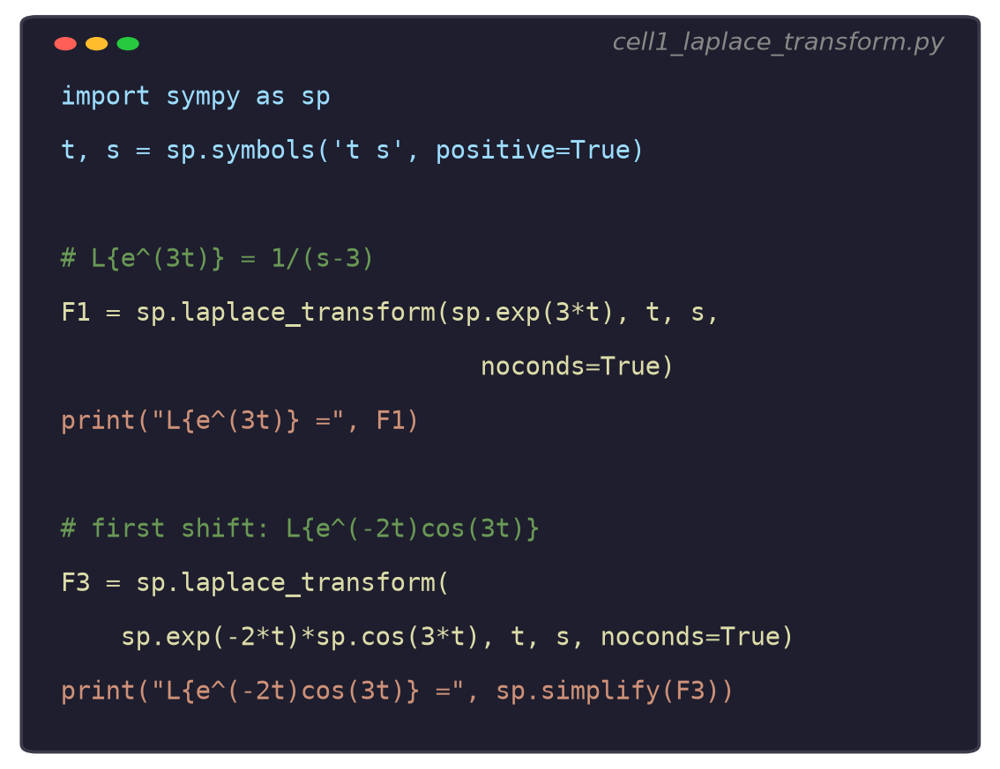 cell1_laplace_transform.py
import sympy as sp
t, s = sp.symbols('t s', positive=True)
# L{e^(3t)} = 1/(s-3)
F1 = sp.laplace_transform(sp.exp(3*t), t, s,
                            noconds=True)
print("L{e^(3t)} =", F1)
# first shift: L{e^(-2t)cos(3t)}
F3 = sp.laplace_transform(
    sp.exp(-2*t)*sp.cos(3*t), t, s, noconds=True)
print("L{e^(-2t)cos(3t)} =", sp.simplify(F3))